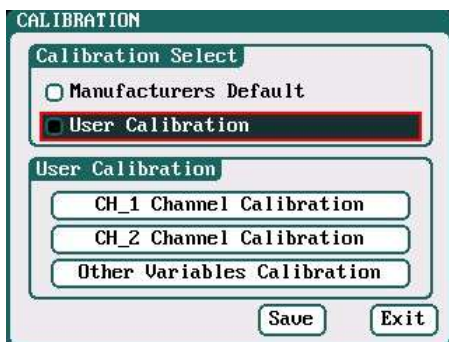 CALIBRATION
Calibration Select
Manufacturers Default
User Calibration
User Calibration
CH_1 Channel Calibration
CH_2 Channel Calibration
Other Variables Calibration
Save Exit